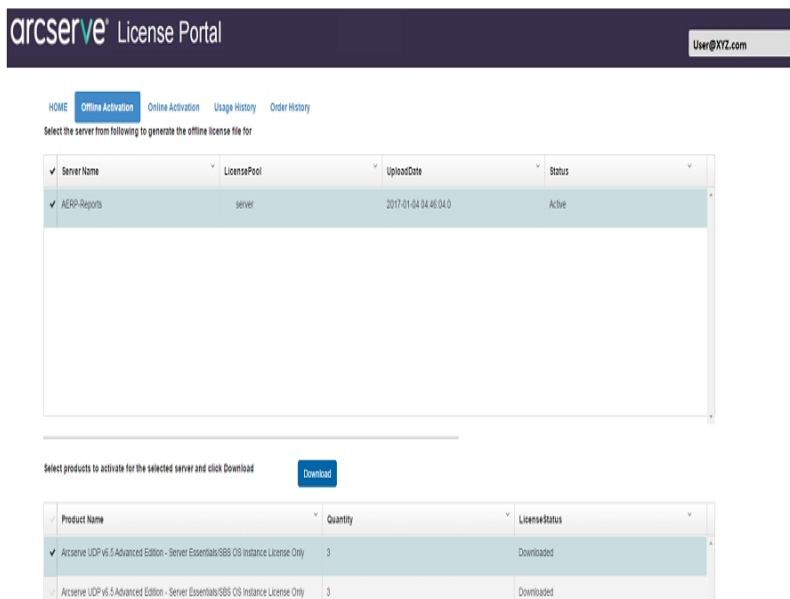 arcserve® License Portal
User@XYZ.com
HOME Offline Activation Online Activation Usage History Order History
Select the server from following to generate the offline license file for
Server Name LicensePool UploadDate Status
AERP-Reports server 2017-01-04 04:46:04.0 Active
Select products to activate for the selected server and click Download Download
Product Name Quantity LicenseStatus
Arcserve UDP v6.5 Advanced Edition - Server Essentials/SBS OS Instance License Only 3 Downloaded
Arcserve UDP v6.5 Advanced Edition - Server Essentials/SBS OS Instance License Only 3 Downloaded